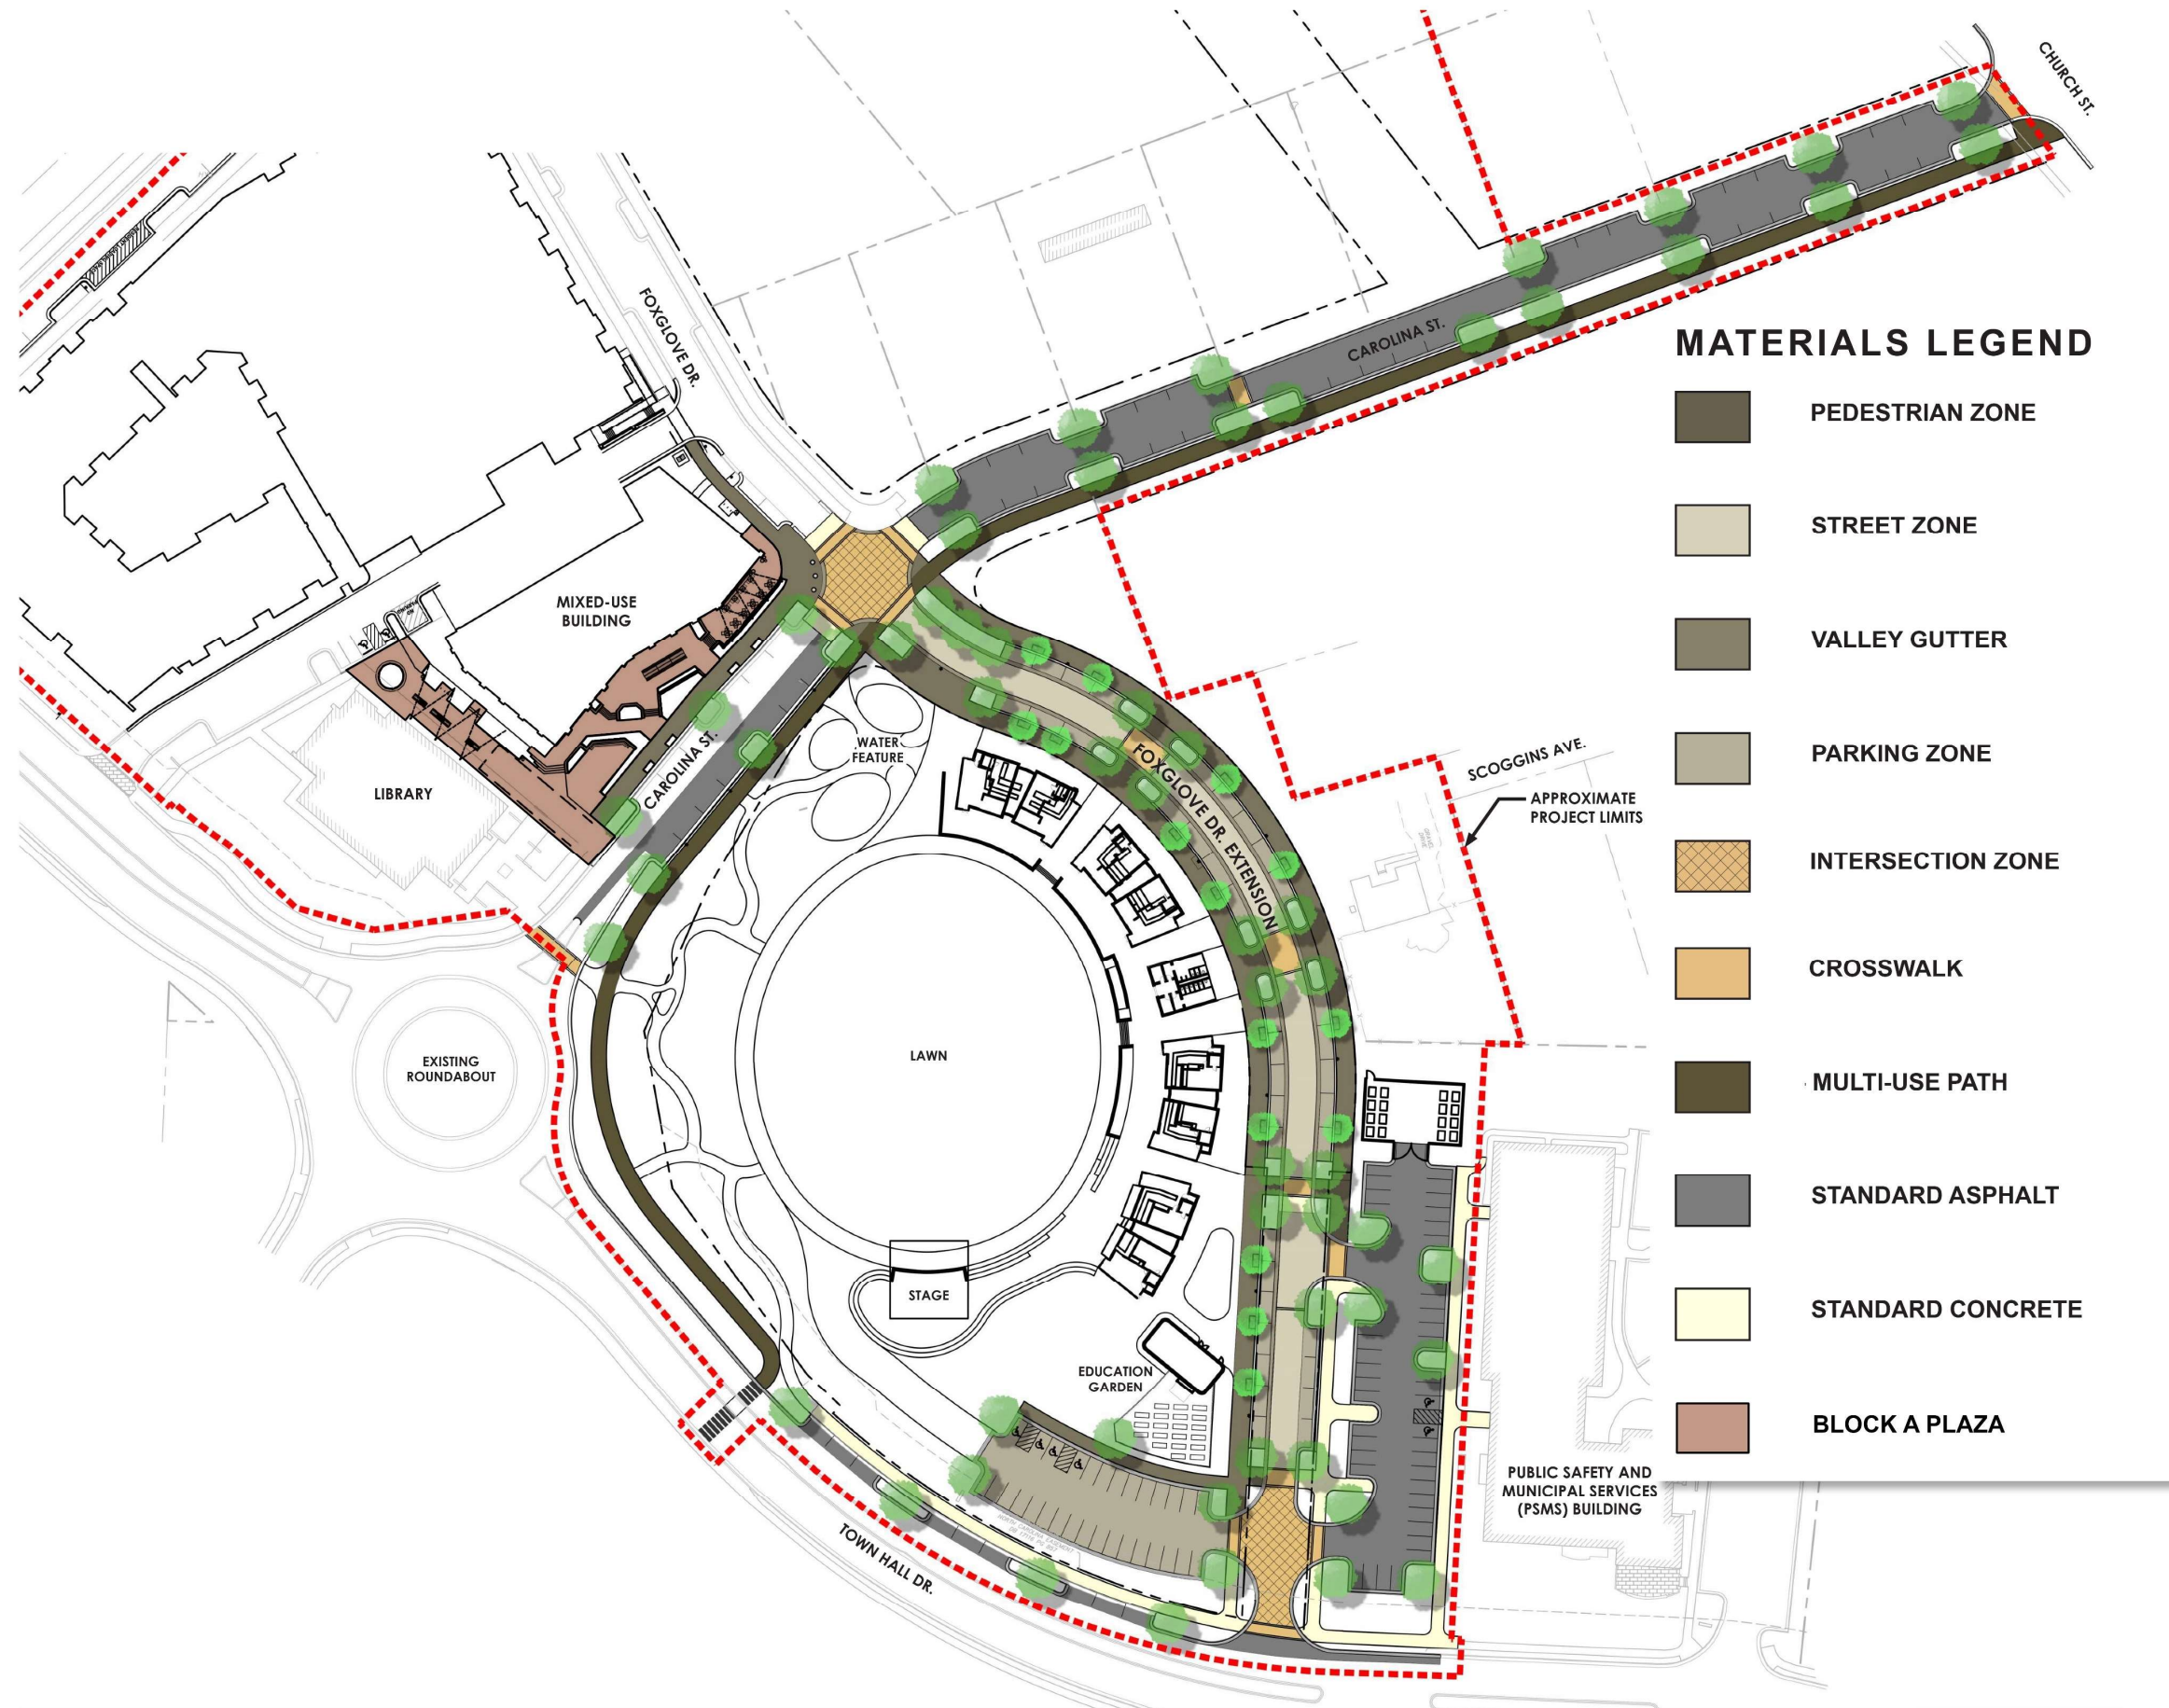 CHURCH ST.
FOXGLOVE DR.
CAROLINA ST.
MATERIALS LEGEND
PEDESTRIAN ZONE
STREET ZONE
VALLEY GUTTER
PARKING ZONE
INTERSECTION ZONE
CROSSWALK
MULTI-USE PATH
STANDARD ASPHALT
STANDARD CONCRETE
BLOCK A PLAZA
MIXED-USE
BUILDING
LIBRARY
CAROLINA ST.
WATER
FEATURE
FOXGLOVE DR. EXTENSION
SCOGGINS AVE.
APPROXIMATE
PROJECT LIMITS
EXISTING
ROUNDABOUT
LAWN
STAGE
EDUCATION
GARDEN
PUBLIC SAFETY AND
MUNICIPAL SERVICES
(PSMS) BUILDING
TOWN HALL DR.